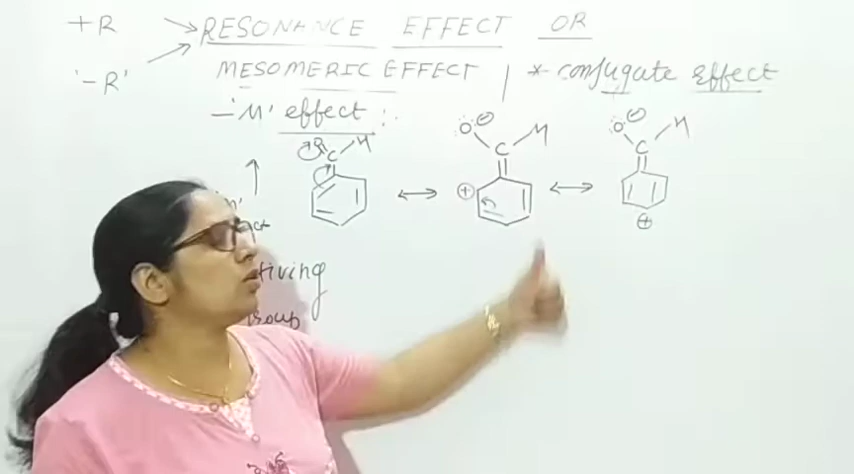 +R RESONANCE EFFECT OR
'-R' MESOMERIC EFFECT | * conjugate effect
-'M' effect :-
O C H
O ⊖ C H
⊕
O ⊖ C H
⊕